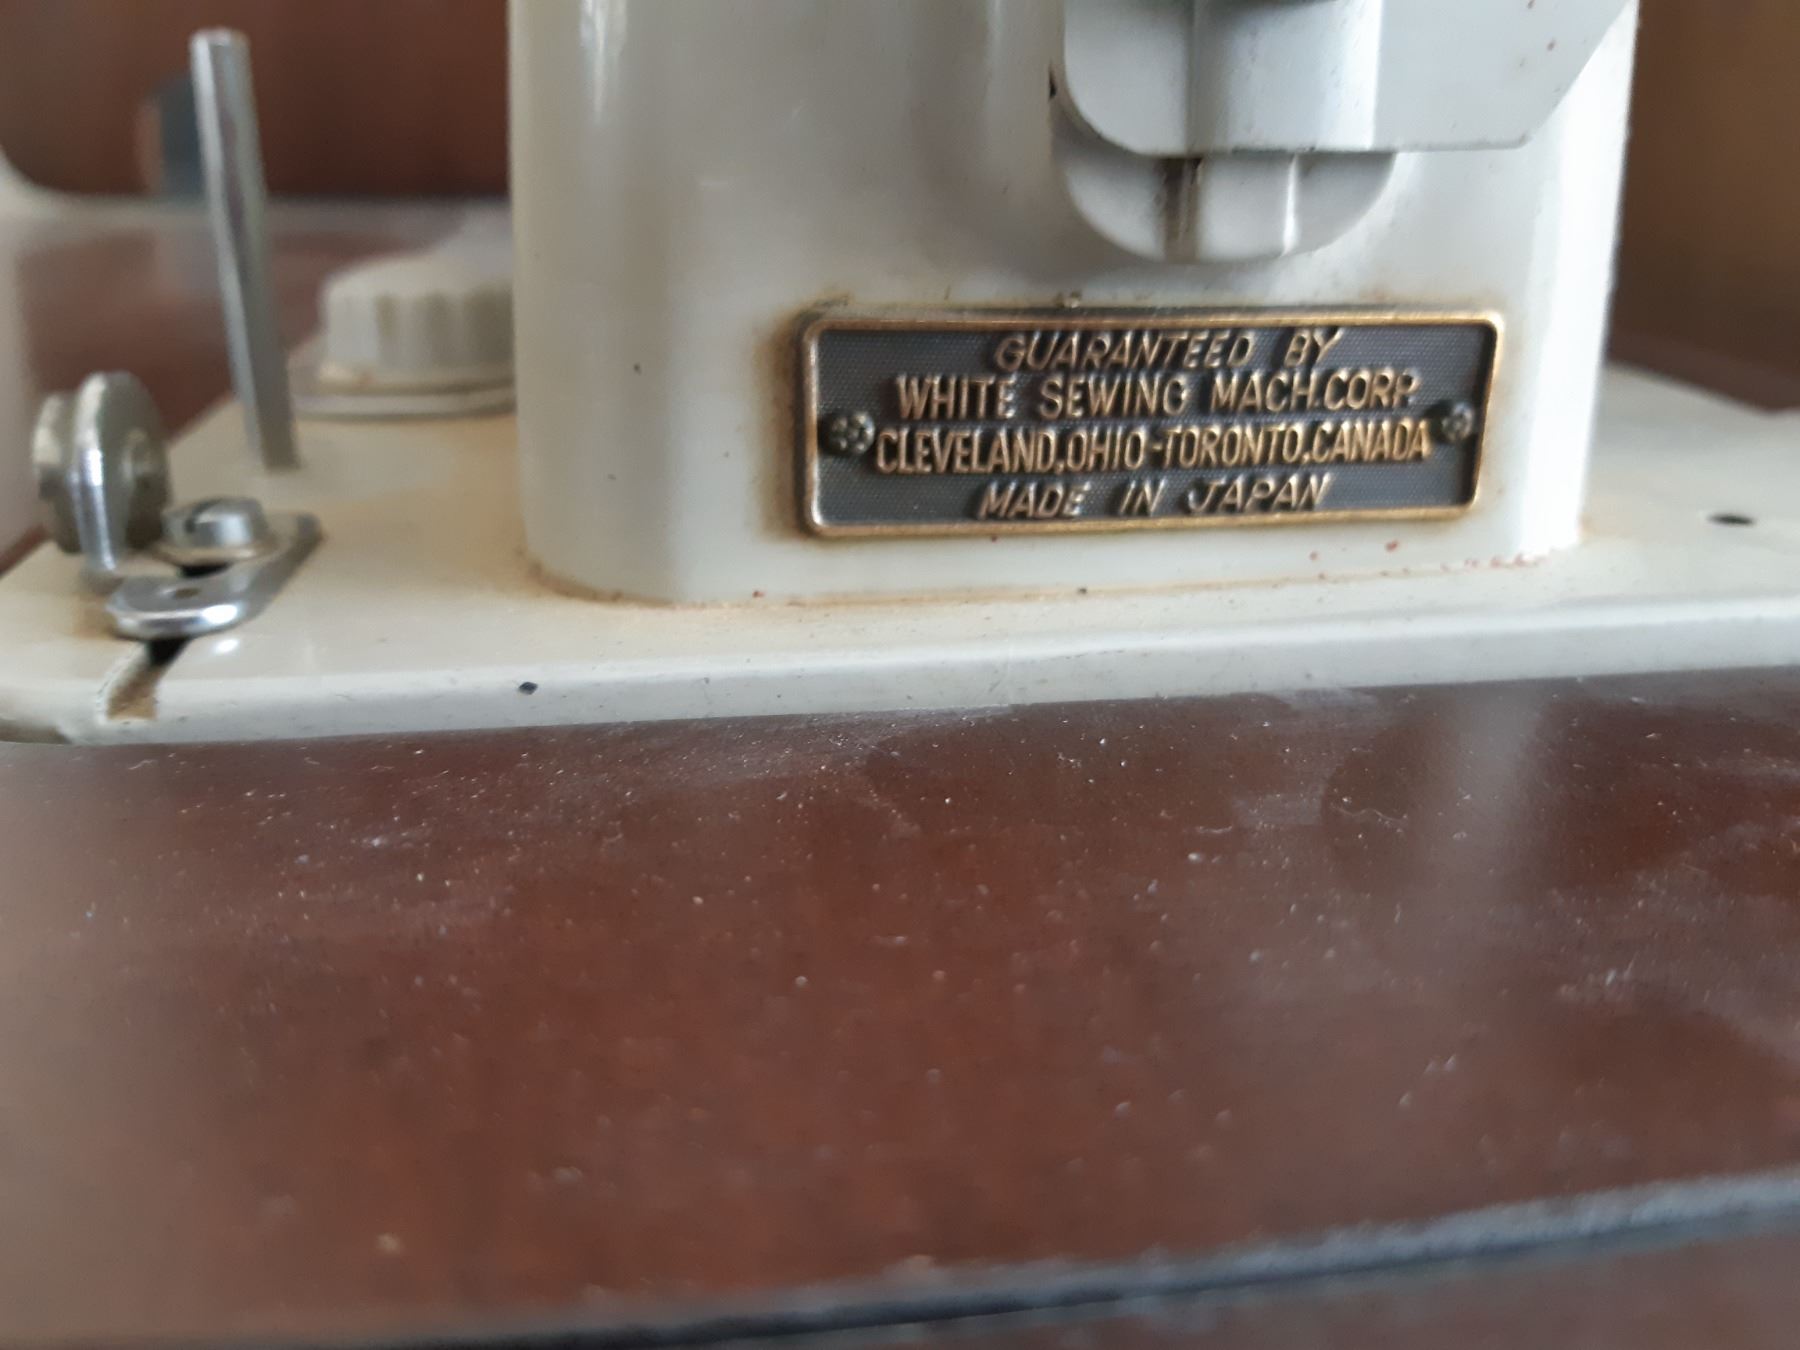 GUARANTEED BY
WHITE SEWING MACH.CORP.
CLEVELAND,OHIO-TORONTO,CANADA
MADE IN JAPAN